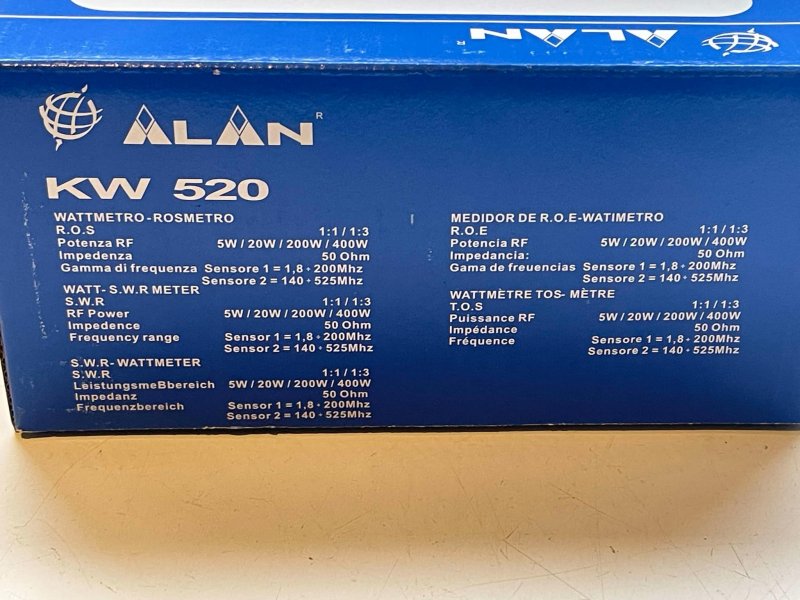 ALAN
ALAN R
KW 520
WATTMETRO-ROSMETRO
R.O.S 1:1 / 1:3
Potenza RF 5W / 20W / 200W / 400W
Impedenza 50 Ohm
Gamma di frequenza Sensore 1 = 1,8 ÷ 200Mhz
Sensore 2 = 140 ÷ 525Mhz
WATT- S.W.R METER
S.W.R 1:1 / 1:3
RF Power 5W / 20W / 200W / 400W
Impedence 50 Ohm
Frequency range Sensor 1 = 1,8 ÷ 200Mhz
Sensor 2 = 140 ÷ 525Mhz
S.W.R- WATTMETER
S.W.R 1:1 / 1:3
LeistungsmeBbereich 5W / 20W / 200W / 400W
Impedanz 50 Ohm
Frequenzbereich Sensor 1 = 1,8 ÷ 200Mhz
Sensor 2 = 140 ÷ 525Mhz
MEDIDOR DE R.O.E-WATIMETRO
R.O.E 1:1 / 1:3
Potencia RF 5W / 20W / 200W / 400W
Impedancia: 50 Ohm
Gama de freuencias Sensore 1 = 1,8 ÷ 200Mhz
Sensore 2 = 140 ÷ 525Mhz
WATTMÈTRE TOS- MÈTRE
T.O.S 1:1 / 1:3
Puissance RF 5W / 20W / 200W / 400W
Impédance 50 Ohm
Fréquence Sensore 1 = 1,8 ÷ 200Mhz
Sensore 2 = 140 ÷ 525Mhz